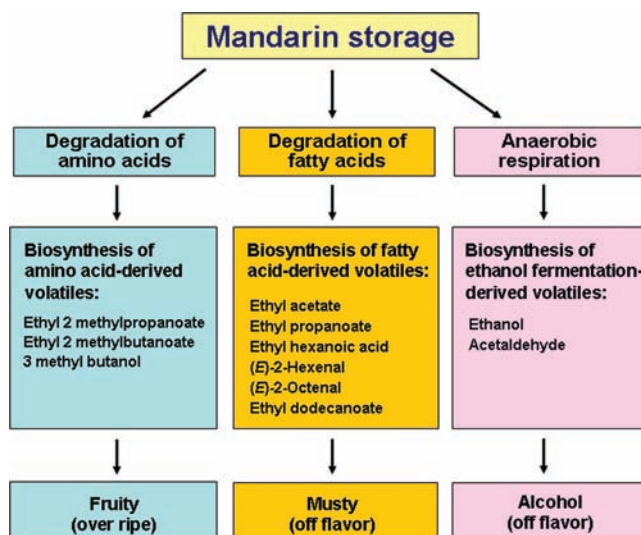 Mandarin storage
Degradation of
amino acids
Degradation of
fatty acids
Anaerobic
respiration
Biosynthesis of
amino acid-derived
volatiles:
Ethyl 2 methylpropanoate
Ethyl 2 methylbutanoate
3 methyl butanol
Biosynthesis of fatty
acid-derived volatiles:
Ethyl acetate
Ethyl propanoate
Ethyl hexanoic acid
(E)-2-Hexenal
(E)-2-Octenal
Ethyl dodecanoate
Biosynthesis of
ethanol fermentation-
derived volatiles:
Ethanol
Acetaldehyde
Fruity
(over ripe)
Musty
(off flavor)
Alcohol
(off flavor)